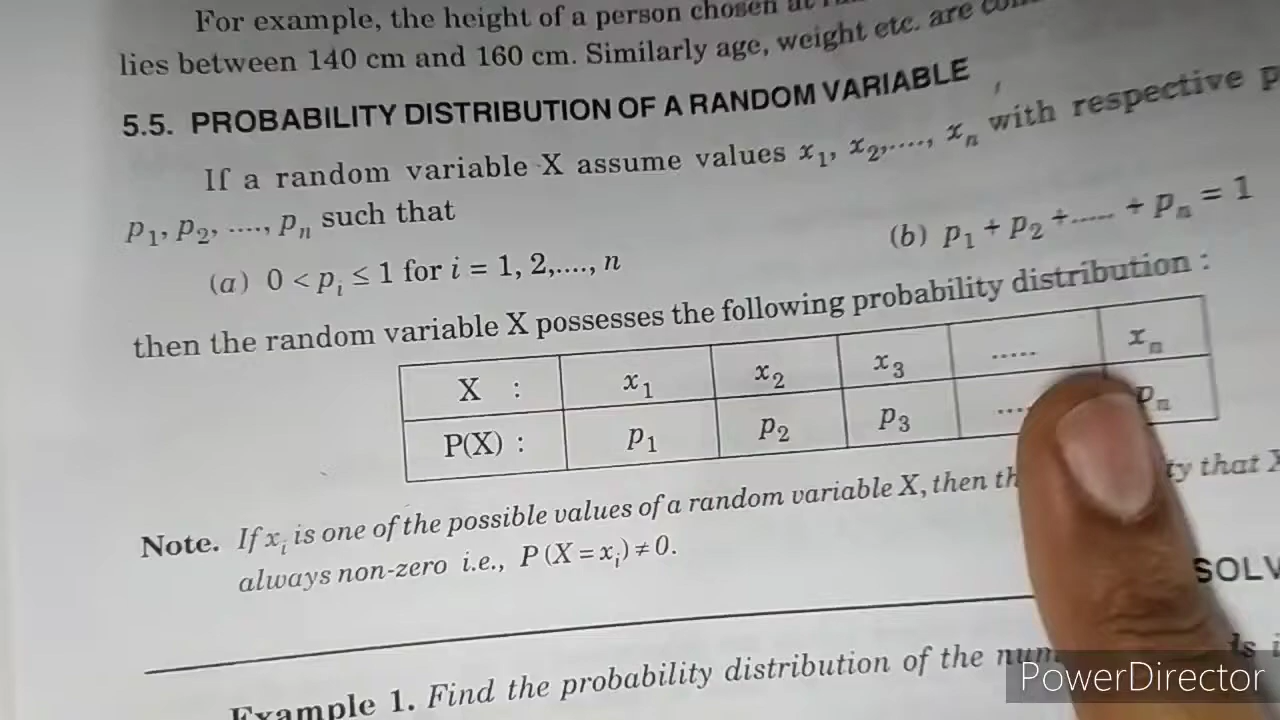 For example, the height of a person chosen at
lies between 140 cm and 160 cm. Similarly age, weight etc. are
5.5. PROBABILITY DISTRIBUTION OF A RANDOM VARIABLE
If a random variable X assume values x₁, x₂,...., xₙ with respective
p₁, p₂, ...., pₙ such that
(a) 0 < pᵢ ≤ 1 for i = 1, 2,...., n (b) p₁ + p₂ +...... + pₙ = 1
then the random variable X possesses the following probability distribution :
X : x₁ x₂ x₃ ..... xₙ
P(X) : p₁ p₂ p₃ .... pₙ
Note. If xᵢ is one of the possible values of a random variable X, then that X
always non-zero i.e., P (X = xᵢ) ≠ 0.
SOLV
Example 1. Find the probability distribution of the
PowerDirector